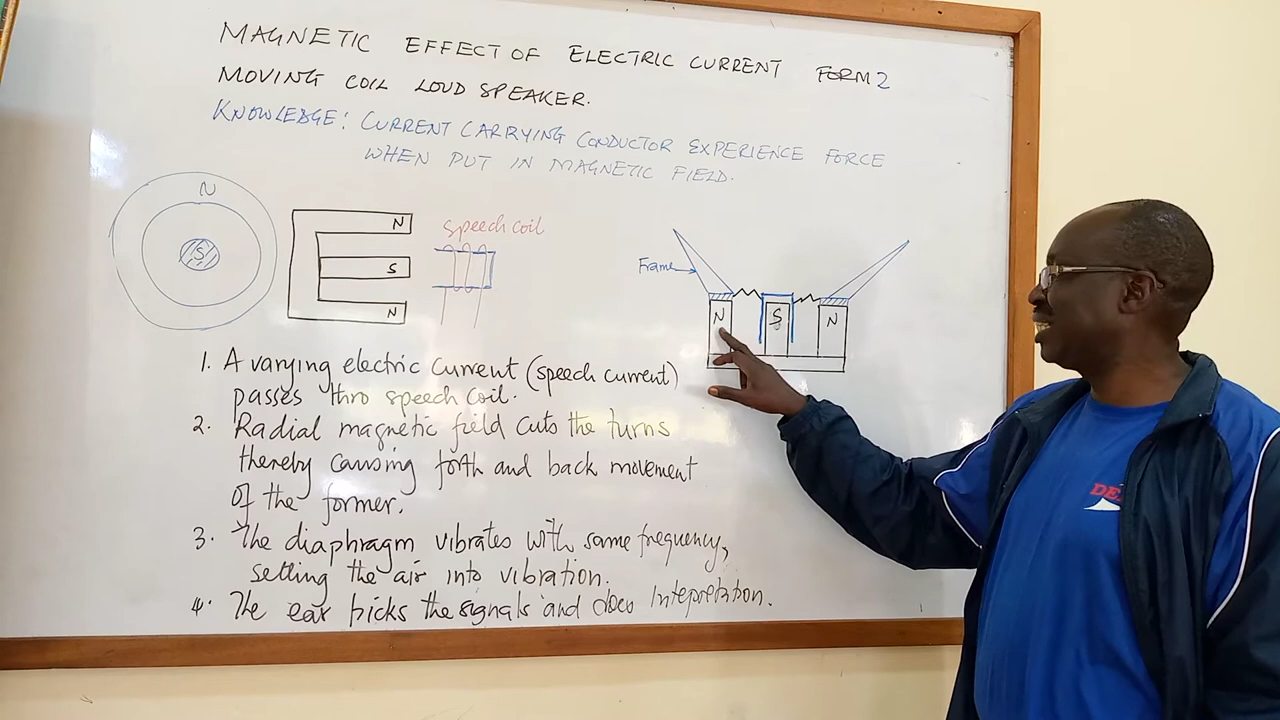 MAGNETIC EFFECT OF ELECTRIC CURRENT FORM 2
MOVING COIL LOUD SPEAKER.
KNOWLEDGE: CURRENT CARRYING CONDUCTOR EXPERIENCE FORCE
WHEN PUT IN MAGNETIC FIELD.
N
S
N
S
N
speech coil
Frame
N
S
N
1. A varying electric current (speech current)
passes thro speech coil.
2. Radial magnetic field cuts the turns
thereby causing forth and back movement
of the former.
3. The diaphragm vibrates with same frequency,
setting the air into vibration.
4. The ear picks the signals and does Intepretation.